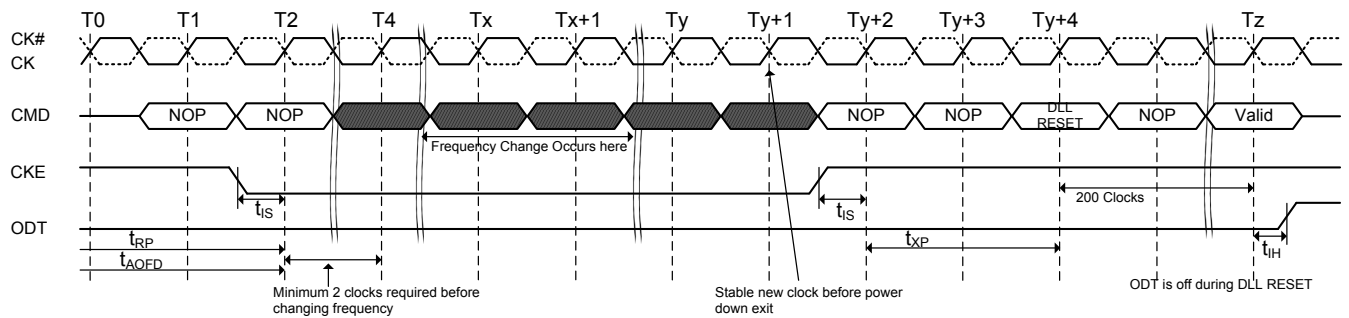 T0 T1 T2 T4 Tx Tx+1 Ty Ty+1 Ty+2 Ty+3 Ty+4 Tz
CK#
CK
CMD NOP NOP NOP NOP DLL RESET NOP Valid
Frequency Change Occurs here
CKE
200 Clocks
tIS tIS
ODT
tRP tXP tIH
tAOFD
Minimum 2 clocks required before
changing frequency
Stable new clock before power
down exit
ODT is off during DLL RESET